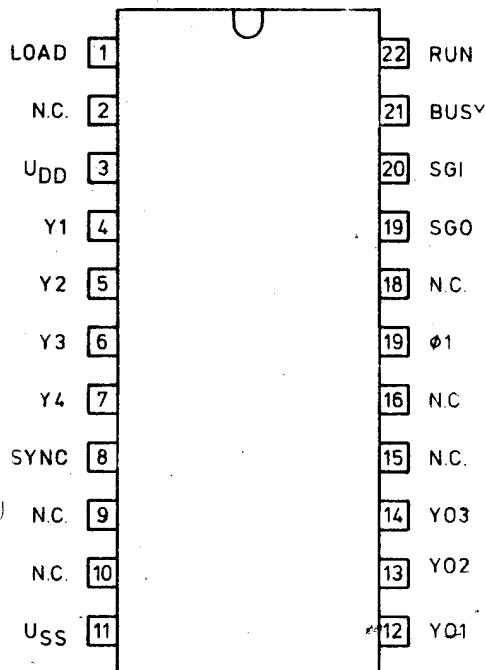 LOAD 1 22 RUN
N.C. 2 21 BUSY
UDD 3 20 SGI
Y1 4 19 SGO
Y2 5 18 N.C.
Y3 6 19 φ1
Y4 7 16 N.C
SYNC 8 15 N.C.
N.C. 9 14 YO3
N.C. 10 13 YO2
USS 11 12 YO1